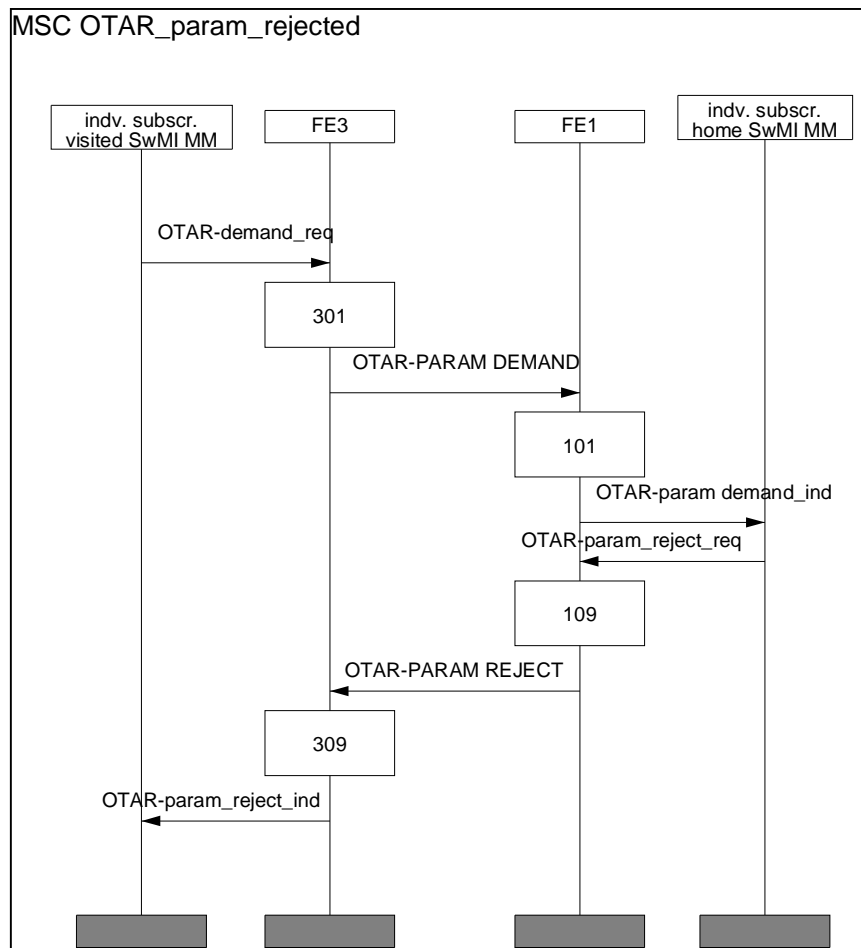 MSC OTAR_param_rejected
indv. subscr.
visited SwMI MM
FE3
FE1
indv. subscr.
home SwMI MM
OTAR-demand_req
301
OTAR-PARAM DEMAND
101
OTAR-param demand_ind
OTAR-param_reject_req
109
OTAR-PARAM REJECT
309
OTAR-param_reject_ind